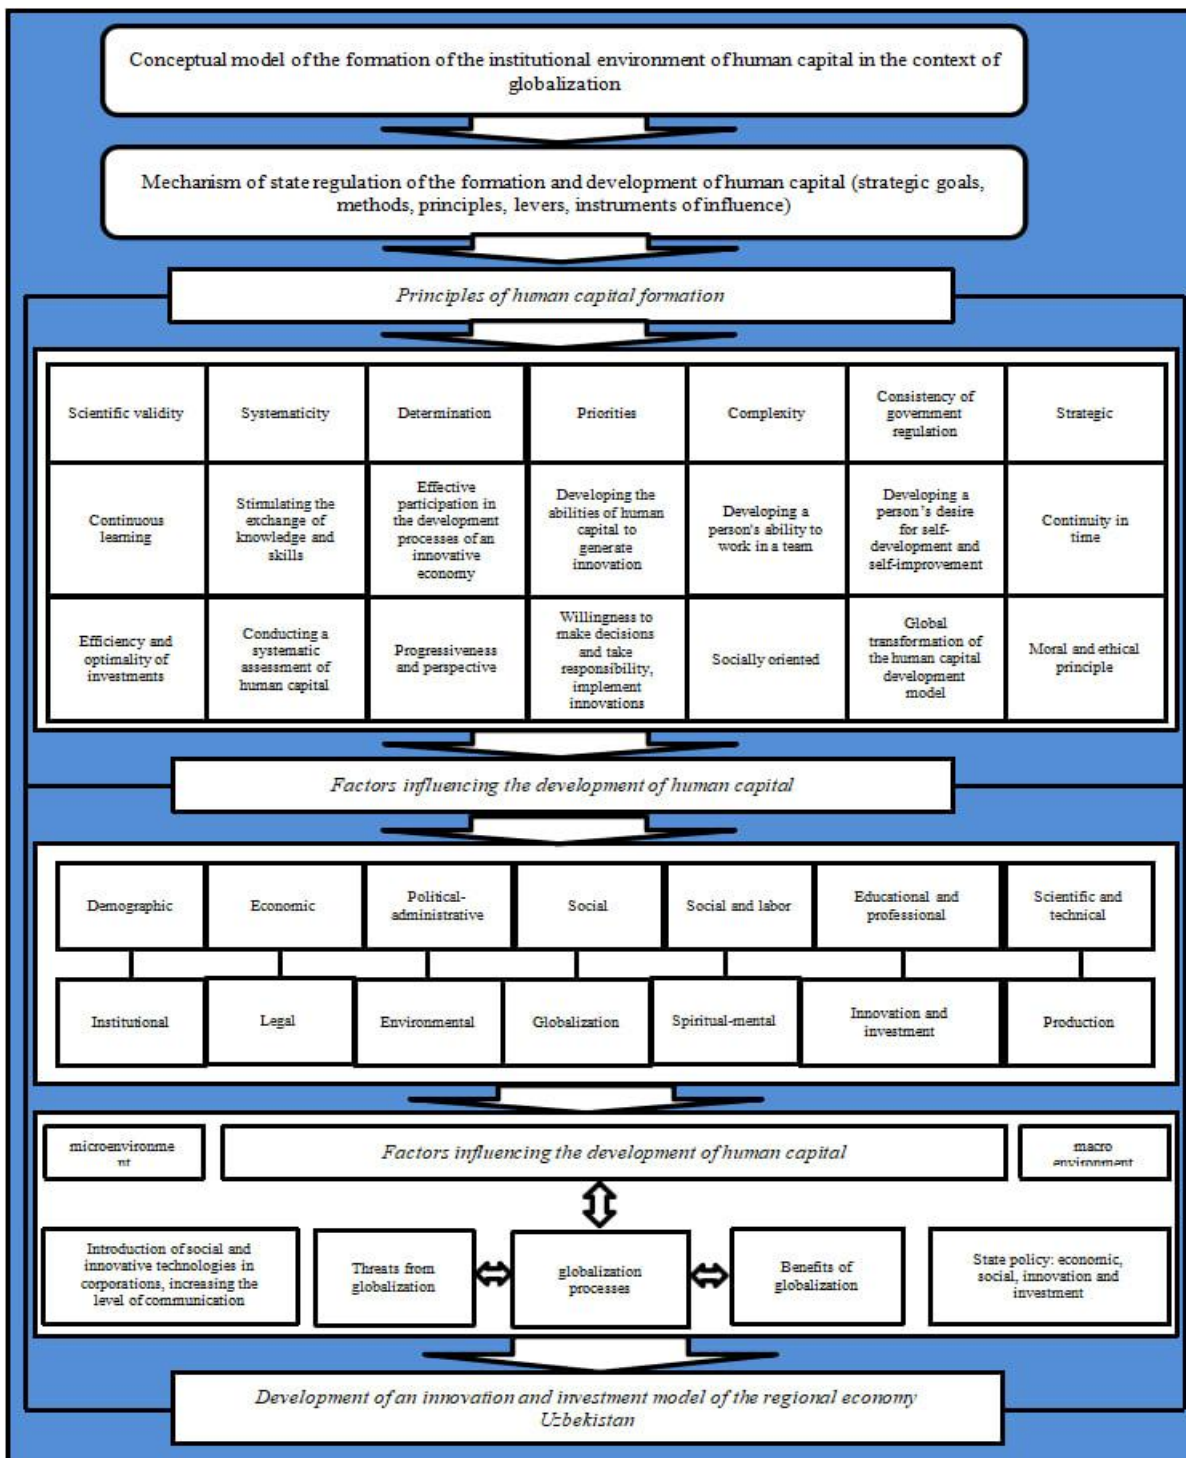 Conceptual model of the formation of the institutional environment of human capital in the context of
globalization
Mechanism of state regulation of the formation and development of human capital (strategic goals,
methods, principles, levers, instruments of influence)
Principles of human capital formation
Scientific validity
Systematicity
Determination
Priorities
Complexity
Consistency of
government
regulation
Strategic
Continuous
learning
Stimulating the
exchange of
knowledge and
skills
Effective
participation in
the development
processes of an
innovative
economy
Developing the
abilities of human
capital to
generate
innovation
Developing a
person's ability to
work in a team
Developing a
person’s desire
for self-
development and
self-improvement
Continuity in
time
Efficiency and
optimality of
investments
Conducting a
systematic
assessment of
human capital
Progressiveness
and perspective
Willingness to
make decisions
and take
responsibility,
implement
innovations
Socially oriented
Global
transformation of
the human capital
development
model
Moral and ethical
principle
Factors influencing the development of human capital
Demographic
Economic
Political-
administrative
Social
Social and labor
Educational and
professional
Scientific and
technical
Institutional
Legal
Environmental
Globalization
Spiritual-mental
Innovation and
investment
Production
microenvironme
nt
Factors influencing the development of human capital
macro
environment
Introduction of social and
innovative technologies in
corporations, increasing the
level of communication
Threats from
globalization
globalization
processes
Benefits of
globalization
State policy: economic,
social, innovation and
investment
Development of an innovation and investment model of the regional economy
Uzbekistan